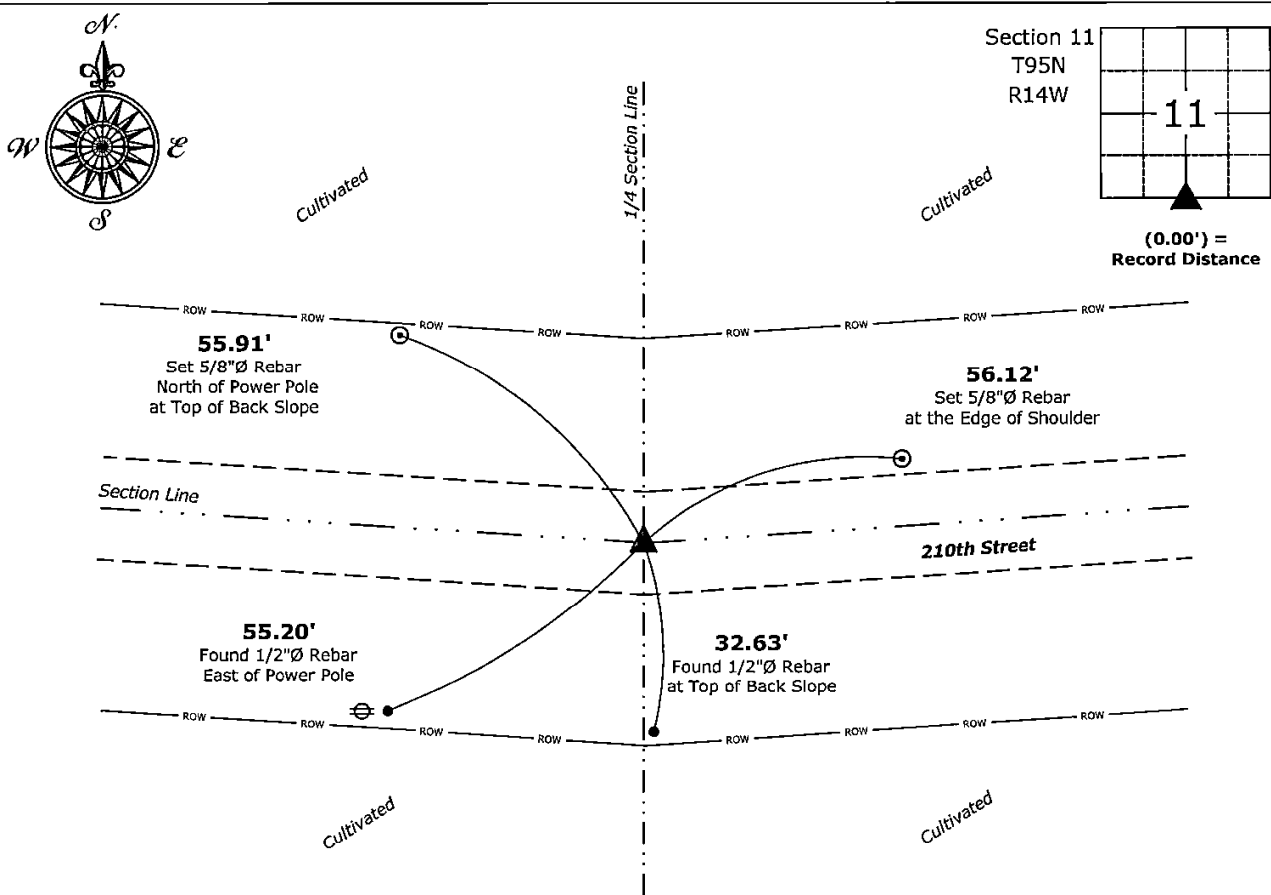 N.
W
E
S
Section 11
T95N
R14W
11
(0.00') =
Record Distance
Cultivated
1/4 Section Line
Cultivated
ROW
ROW
ROW
ROW
ROW
ROW
ROW
ROW
55.91'
Set 5/8"Ø Rebar
North of Power Pole
at Top of Back Slope
56.12'
Set 5/8"Ø Rebar
at the Edge of Shoulder
Section Line
210th Street
55.20'
Found 1/2"Ø Rebar
East of Power Pole
32.63'
Found 1/2"Ø Rebar
at Top of Back Slope
ROW
ROW
ROW
ROW
ROW
ROW
ROW
ROW
Cultivated
Cultivated